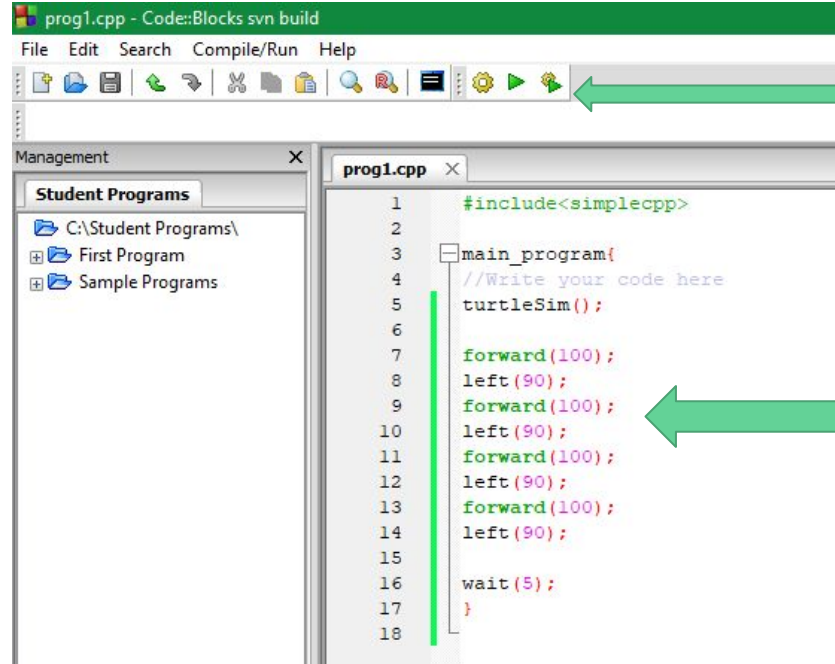 prog1.cpp - Code::Blocks svn build
File Edit Search Compile/Run Help
Management X
Student Programs
C:\Student Programs\
First Program
Sample Programs
prog1.cpp
1 #include<simplecpp>
2
3 main_program{
4 //Write your code here
5 turtleSim();
6
7 forward(100);
8 left(90);
9 forward(100);
10 left(90);
11 forward(100);
12 left(90);
13 forward(100);
14 left(90);
15
16 wait(5);
17 }
18